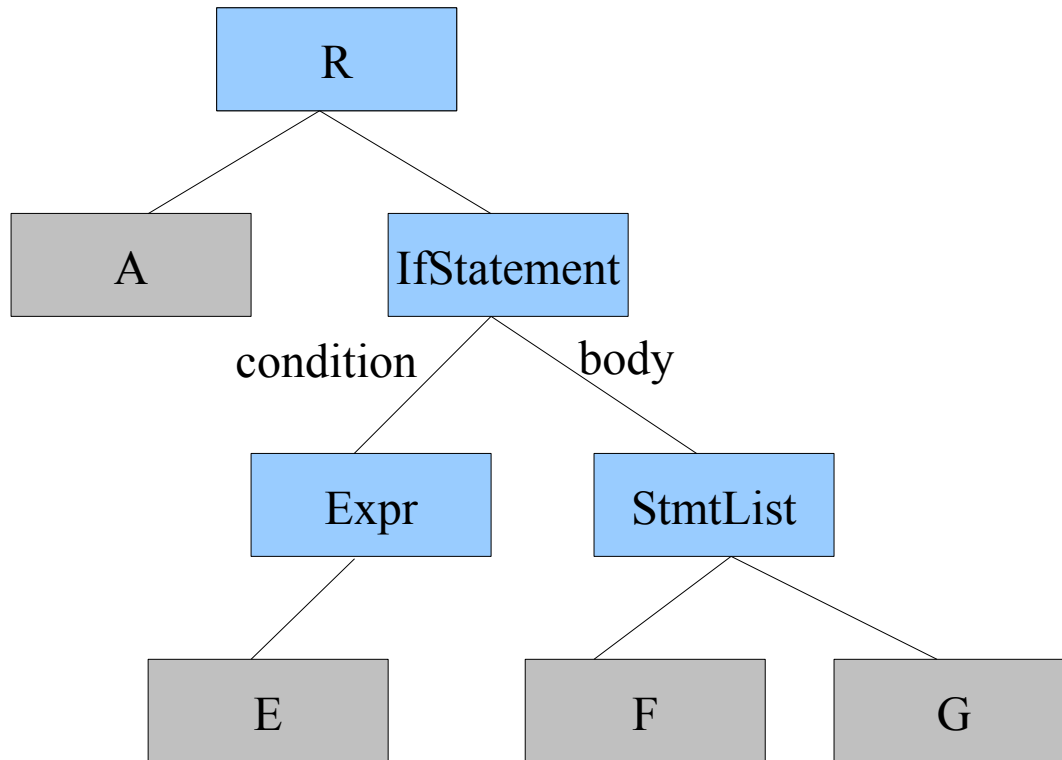 R
A
IfStatement
condition
body
Expr
StmtList
E
F
G